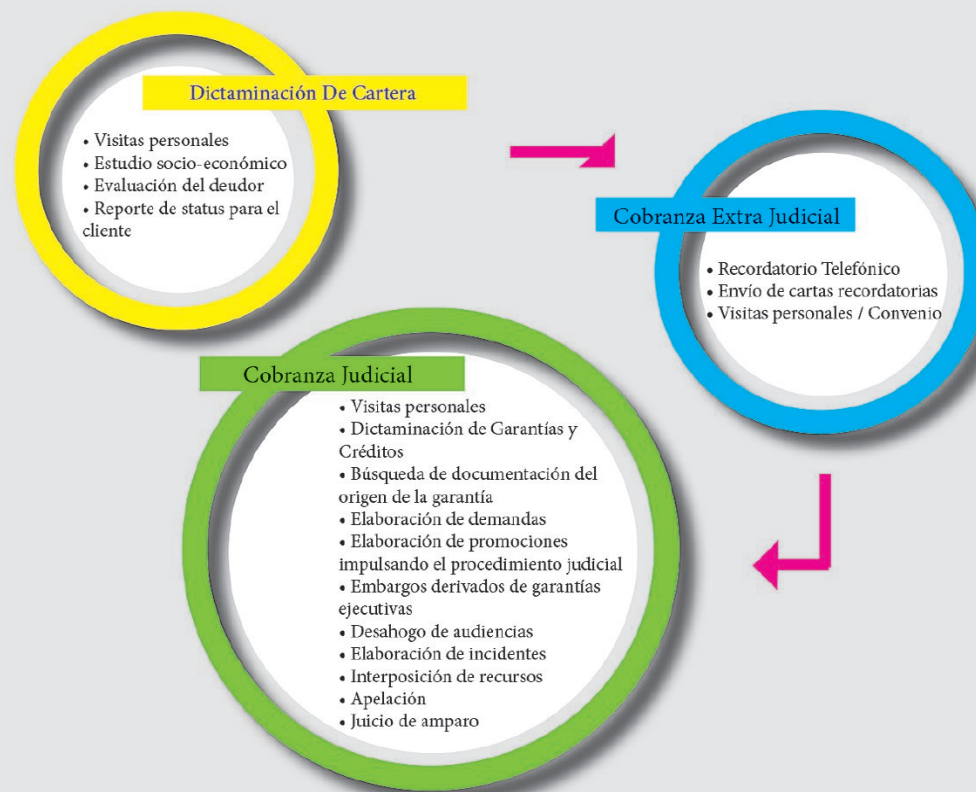 Dictaminación De Cartera
• Visitas personales
• Estudio socio-económico
• Evaluación del deudor
• Reporte de status para el
cliente
Cobranza Extra Judicial
• Recordatorio Telefónico
• Envío de cartas recordatorias
• Visitas personales / Convenio
Cobranza Judicial
• Visitas personales
• Dictaminación de Garantías y
Créditos
• Búsqueda de documentación del
origen de la garantía
• Elaboración de demandas
• Elaboración de promociones
impulsando el procedimiento judicial
• Embargos derivados de garantías
ejecutivas
• Desahogo de audiencias
• Elaboración de incidentes
• Interposición de recursos
• Apelación
• Juicio de amparo